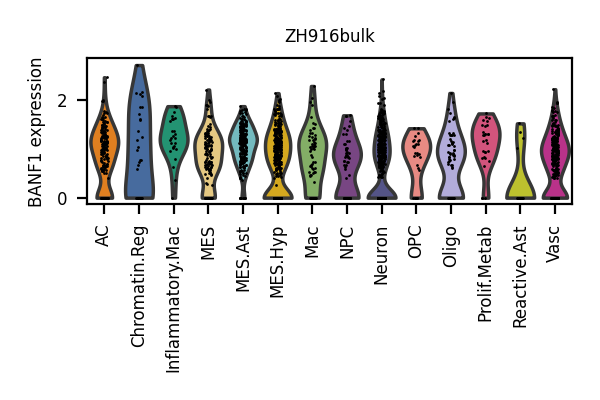 ZH916bulk
BANF1 expression
2
0
AC
Chromatin.Reg
Inflammatory.Mac
MES
MES.Ast
MES.Hyp
Mac
NPC
Neuron
OPC
Oligo
Prolif.Metab
Reactive.Ast
Vasc